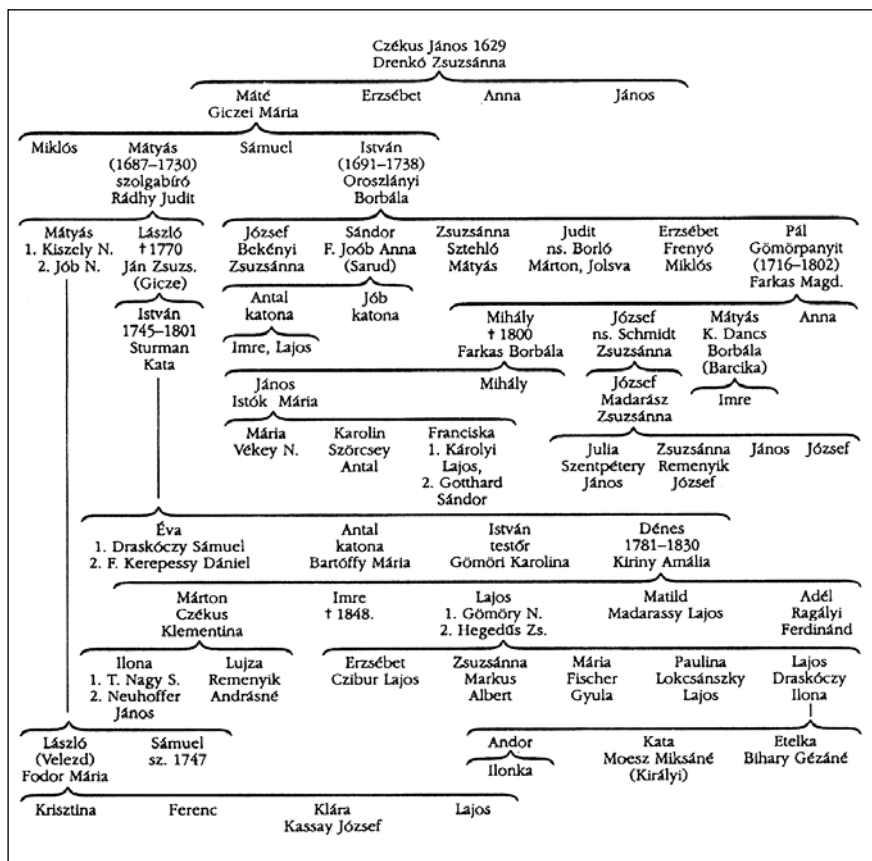 Czékus János 1629
Drenkó Zsuzsánna
Máté Erzsébet Anna János
Giczei Mária
Miklós Mátyás Sámuel István
(1687–1730) (1691–1738)
szolgabíró Oroszlányi
Rádhy Judit Borbála
Mátyás László József Sándor Zsuzsánna Judit Erzsébet Pál
1. Kiszely N. † 1770 Bekényi F. Joób Anna Sztehló ns. Borló Frenyó Gömörpanyit
2. Jób N. Ján Zsuzs. Zsuzsánna (Sarud) Mátyás Márton, Jolsva Miklós (1716–1802)
(Gicze) Farkas Magd.
Antal Jób
katona katona
István Mihály József Mátyás Anna
1745–1801 † 1800 ns. Schmidt K. Dancs
Sturman Imre, Lajos Farkas Borbála Zsuzsánna Borbála
Kata (Barcika)
János Mihály József Imre
Istók Mária Madarász
Zsuzsánna
Mária Karolin Franciska
Vékey N. Szörcsey 1. Károlyi
Antal Lajos,
2. Gotthard
Sándor
Julia Zsuzsánna János József
Szentpétery Remenyik
János József
Éva Antal István Dénes
1. Draskóczy Sámuel katona testőr 1781–1830
2. F. Kerepessy Dániel Bartóffy Mária Gömöri Karolina Kiriny Amália
Márton Imre Lajos Matild Adél
Czékus † 1848. 1. Gömöry N. Madarassy Lajos Ragályi
Klementina 2. Hegedűs Zs. Ferdinánd
Ilona Lujza Erzsébet Zsuzsánna Mária Paulina Lajos
1. T. Nagy S. Remenyik Czibur Lajos Markus Fischer Lokcsánszky Draskóczy
2. Neuhoffer Andrásné Albert Gyula Lajos Ilona
János
László Sámuel Andor Kata Etelka
(Velezd) sz. 1747 Ilonka Moesz Miksáné Bihary Gézáné
Fodor Mária (Királyi)
Krisztina Ferenc Klára Lajos
Kassay József